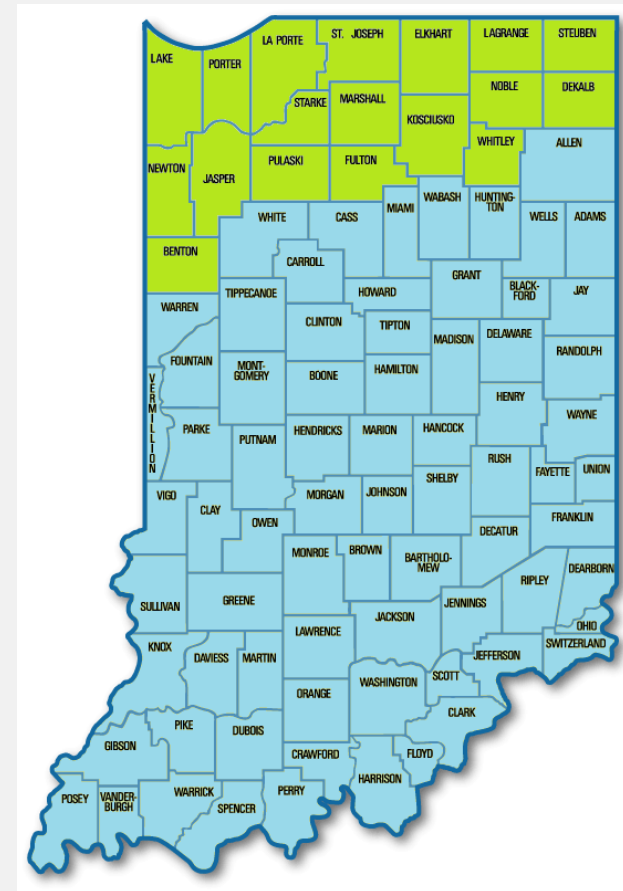 LAKE
PORTER
LA PORTE
ST. JOSEPH
ELKHART
LAGRANGE
STEUBEN
STARKE
MARSHALL
KOSCIUSKO
NOBLE
DEKALB
NEWTON
JASPER
PULASKI
FULTON
WHITLEY
ALLEN
BENTON
WHITE
CASS
MIAMI
WABASH
HUNTING-
TON
WELLS
ADAMS
CARROLL
WARREN
TIPPECANOE
HOWARD
GRANT
BLACK-
FORD
JAY
CLINTON
TIPTON
MADISON
DELAWARE
RANDOLPH
FOUNTAIN
MONT-
GOMERY
BOONE
HAMILTON
HENRY
VERMILLION
PARKE
PUTNAM
HENDRICKS
MARION
HANCOCK
WAYNE
RUSH
FAYETTE
UNION
VIGO
CLAY
OWEN
MORGAN
JOHNSON
SHELBY
DECATUR
FRANKLIN
MONROE
BROWN
BARTHOLO-
MEW
RIPLEY
DEARBORN
SULLIVAN
GREENE
LAWRENCE
JACKSON
JENNINGS
OHIO
SWITZERLAND
KNOX
DAVIESS
MARTIN
ORANGE
WASHINGTON
SCOTT
JEFFERSON
CLARK
GIBSON
PIKE
DUBOIS
CRAWFORD
FLOYD
HARRISON
POSEY
VANDER-
BURGH
WARRICK
SPENCER
PERRY